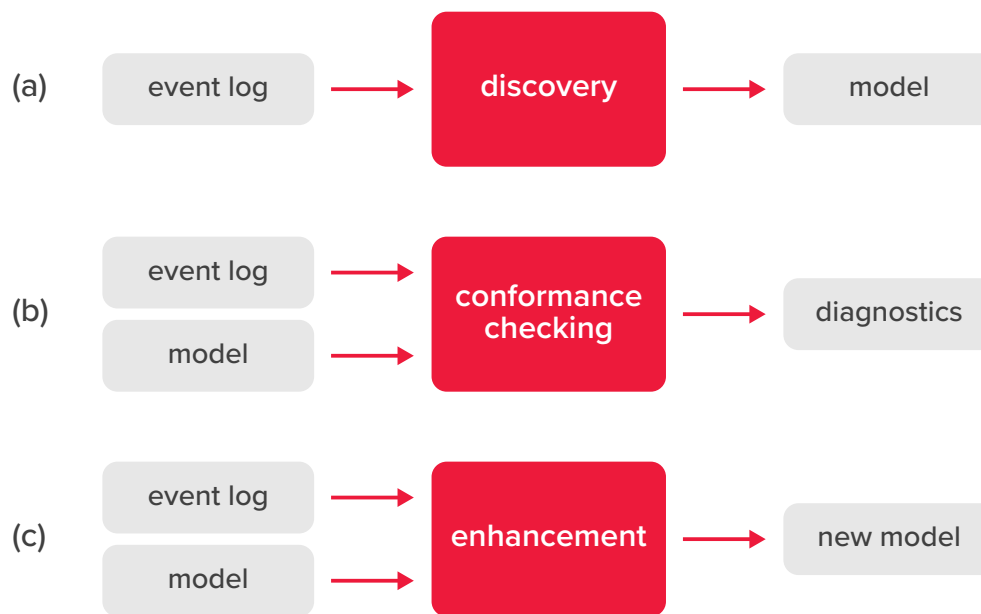 (a)
event log
discovery
model
(b)
event log
model
conformance
checking
diagnostics
(c)
event log
model
enhancement
new model